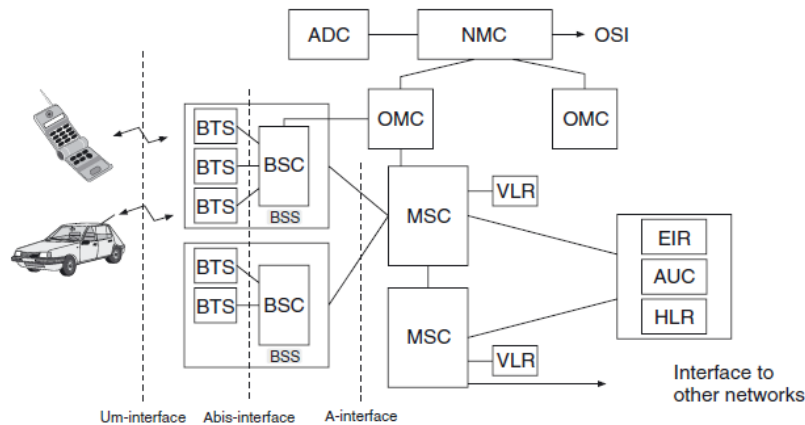 ADC
NMC
OSI
OMC
OMC
BTS
BTS
BTS
BSC
BSS
MSC
VLR
EIR
AUC
HLR
BTS
BTS
BSC
BSS
MSC
VLR
Interface to
other networks
Um-interface
Abis-interface
A-interface